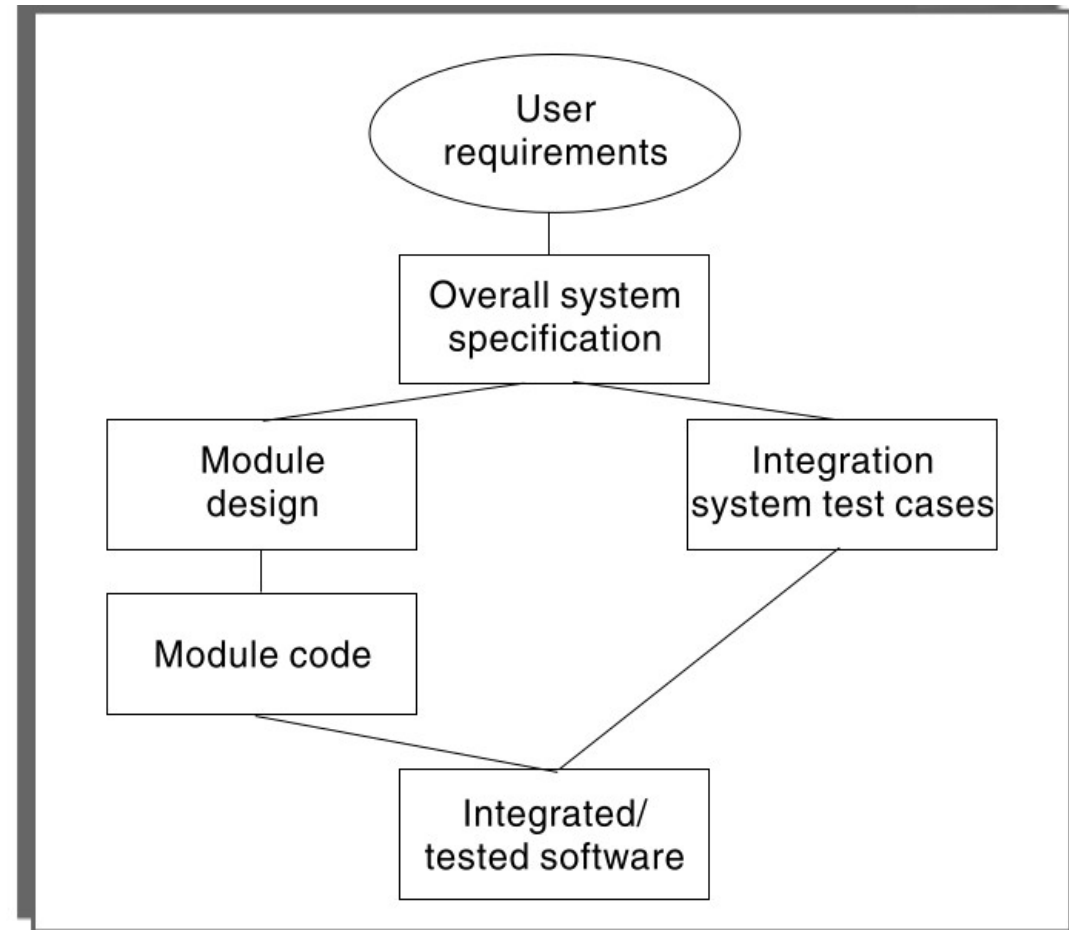 User
requirements
Overall system
specification
Module
design
Integration
system test cases
Module code
Integrated/
tested software